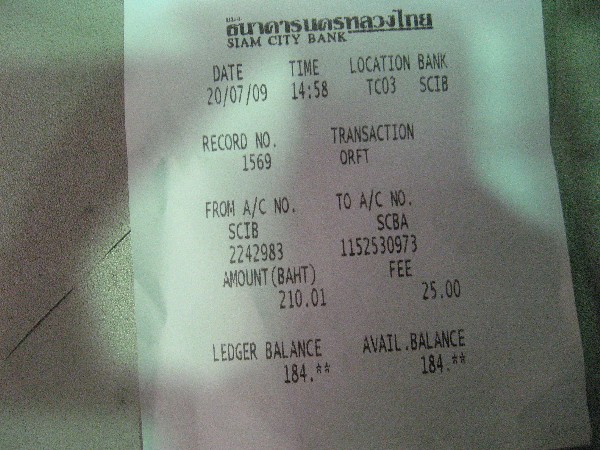 ธนาคารนครหลวงไทย
SIAM CITY BANK
DATE TIME LOCATION BANK
20/07/09 14:58 TC03 SCIB
RECORD NO. TRANSACTION
1569 ORFT
FROM A/C NO. TO A/C NO.
SCIB SCBA
2242983 1152530973
AMOUNT(BAHT) FEE
210.01 25.00
LEDGER BALANCE AVAIL.BALANCE
184.** 184.**